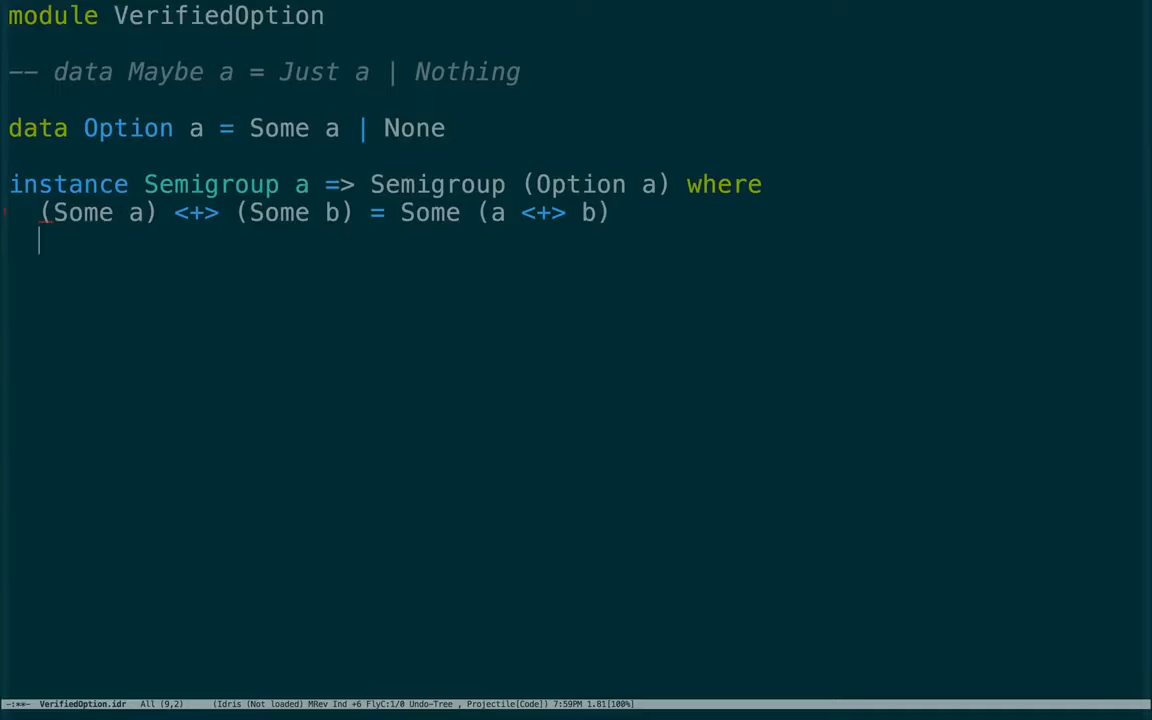 module VerifiedOption
-- data Maybe a = Just a | Nothing
data Option a = Some a | None
instance Semigroup a => Semigroup (Option a) where
(Some a) <+> (Some b) = Some (a <+> b)
-:**- VerifiedOption.idr All (9,2) (Idris (Not loaded) MRev Ind +6 FlyC:1/0 Undo-Tree , Projectile[Code]) 7:59PM 1.81[100%]